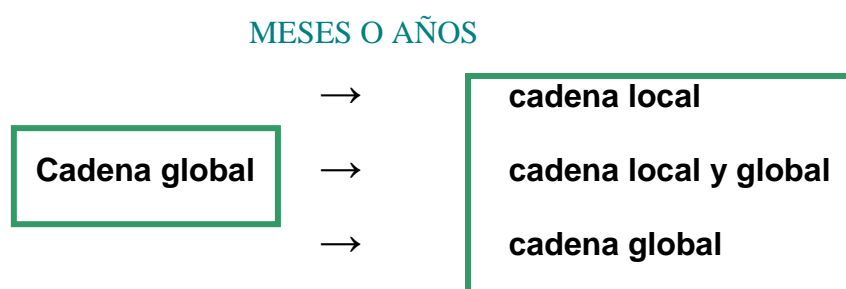 MESES O AÑOS
→ cadena local
Cadena global → cadena local y global
→ cadena global